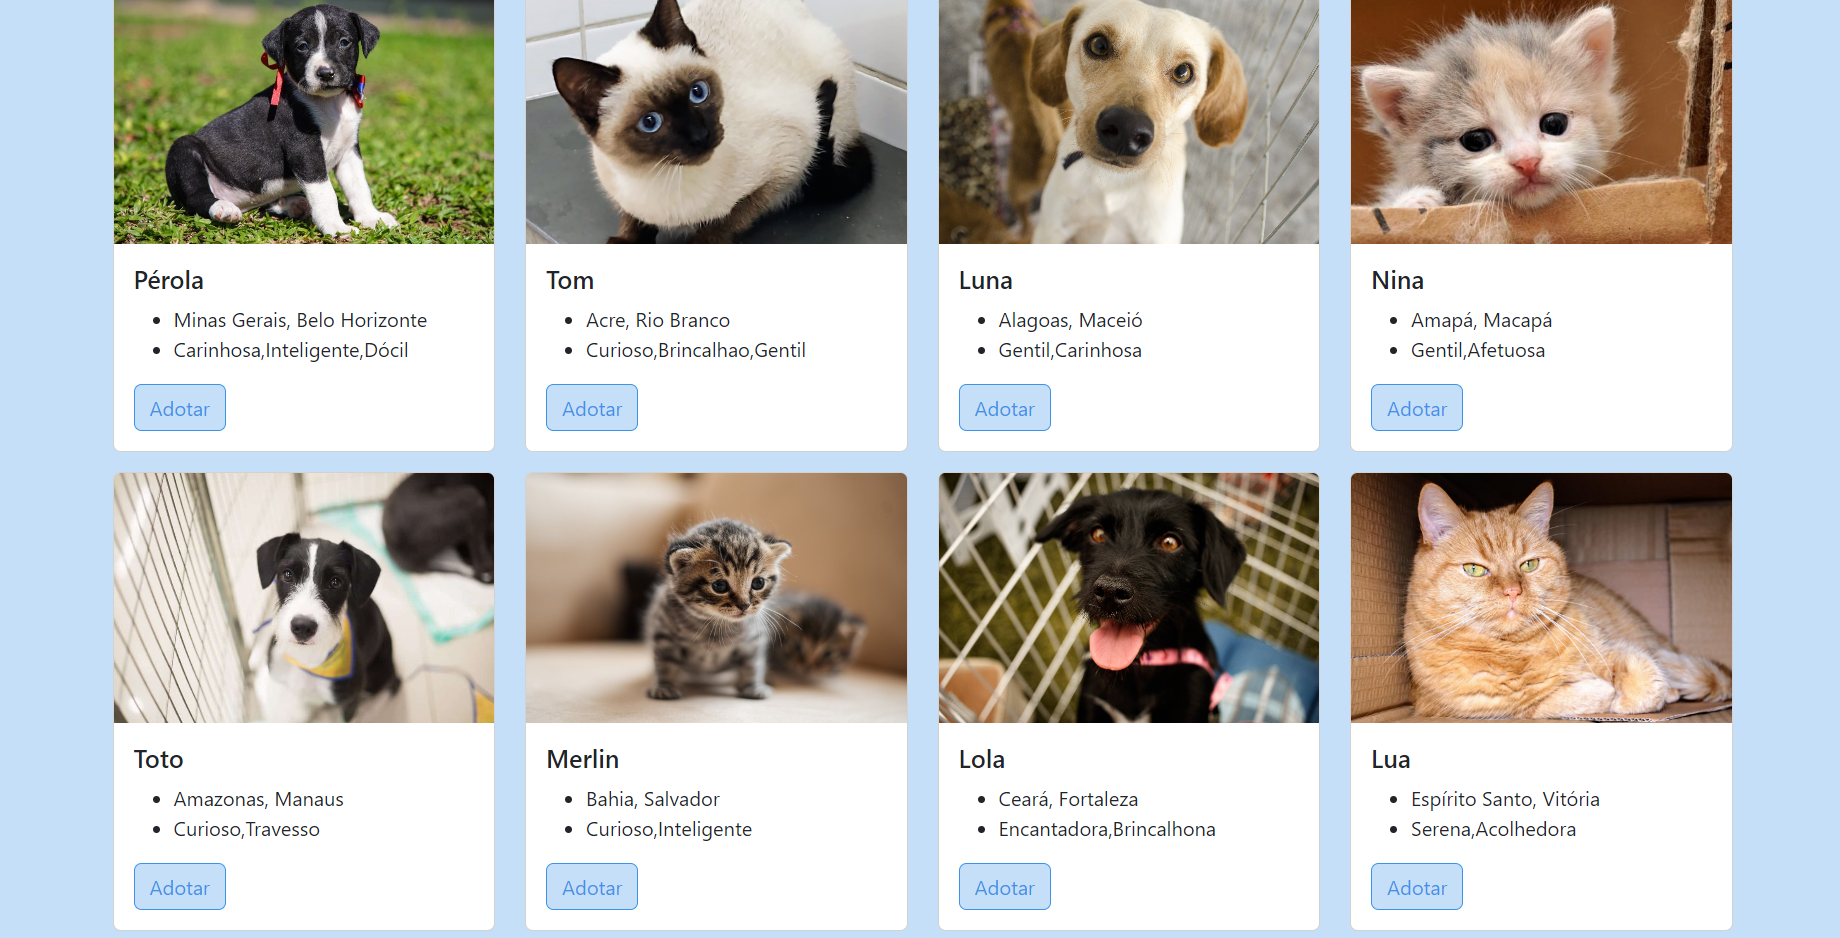 Pérola
Minas Gerais, Belo Horizonte
Carinhosa,Inteligente,Dócil
Adotar
Tom
Acre, Rio Branco
Curioso,Brincalhao,Gentil
Adotar
Luna
Alagoas, Maceió
Gentil,Carinhosa
Adotar
Nina
Amapá, Macapá
Gentil,Afetuosa
Adotar
Toto
Amazonas, Manaus
Curioso,Travesso
Adotar
Merlin
Bahia, Salvador
Curioso,Inteligente
Adotar
Lola
Ceará, Fortaleza
Encantadora,Brincalhona
Adotar
Lua
Espírito Santo, Vitória
Serena,Acolhedora
Adotar